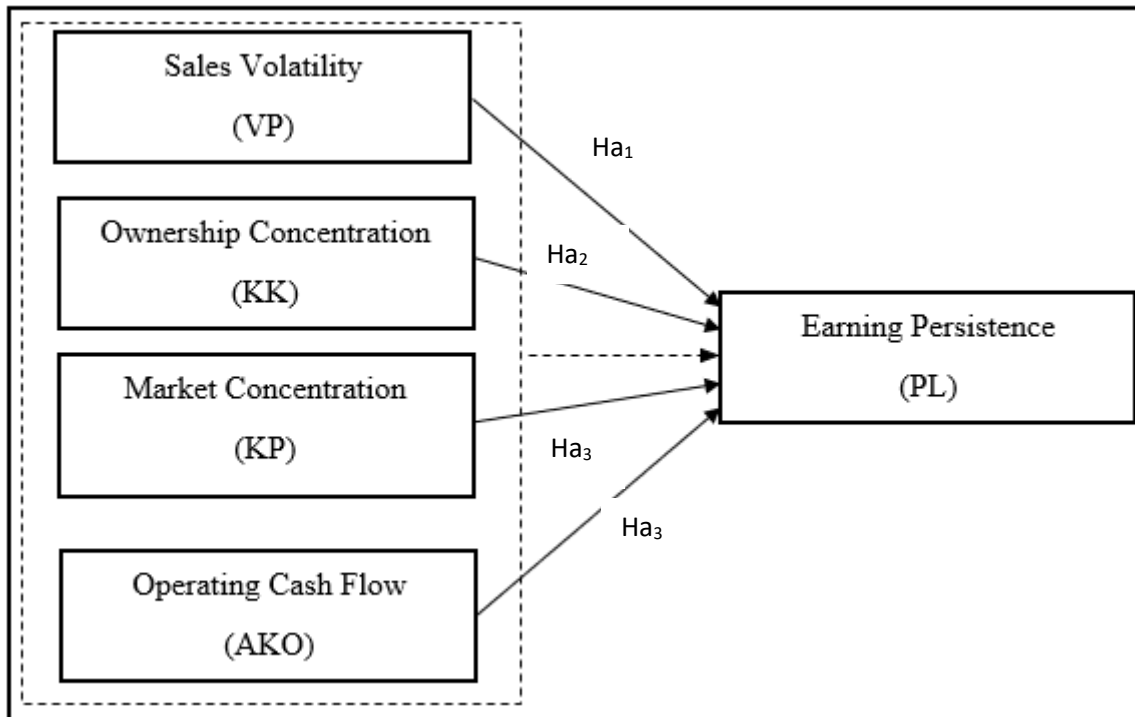 Sales Volatility
(VP)
Ha₁
Ownership Concentration
(KK)
Ha₂
Earning Persistence
(PL)
Market Concentration
(KP)
Ha₃
Ha₃
Operating Cash Flow
(AKO)